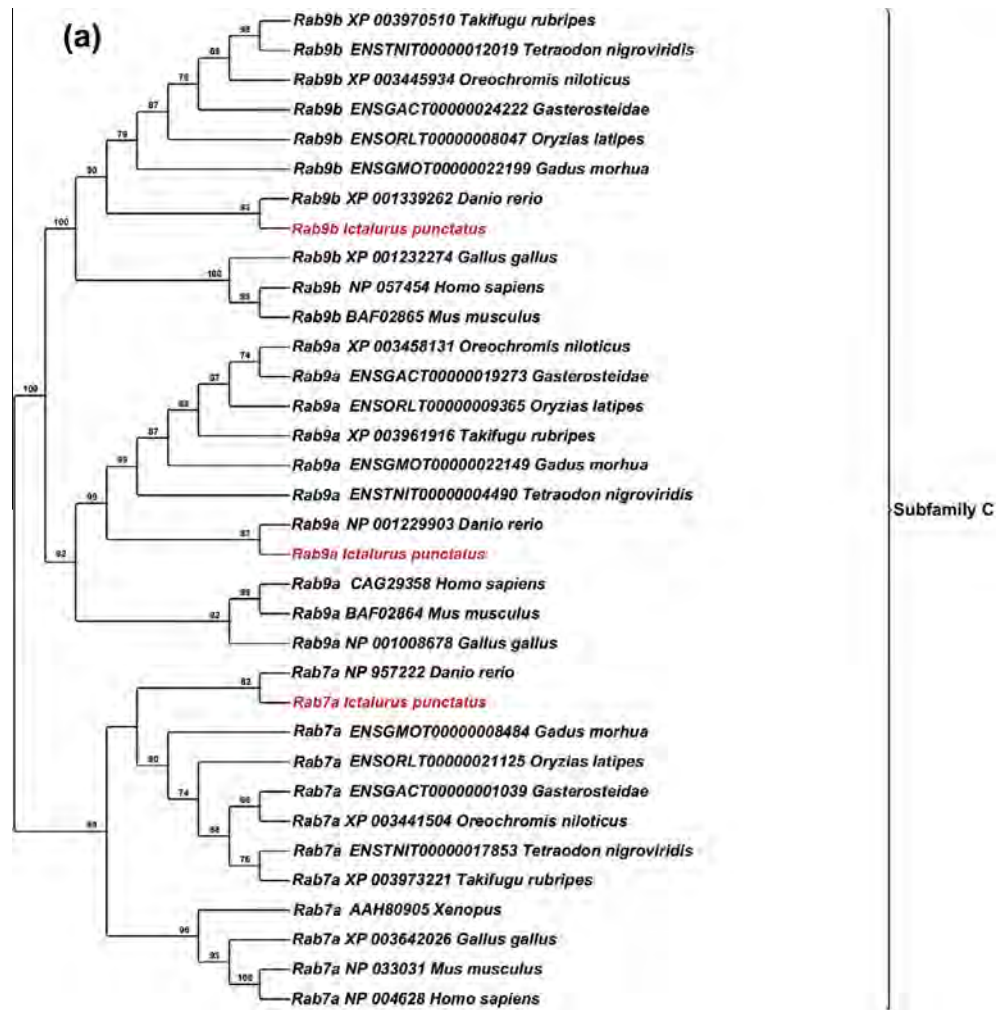 (a)
Rab9b XP 003970510 Takifugu rubripes
Rab9b ENSTNIT00000012019 Tetraodon nigroviridis
Rab9b XP 003445934 Oreochromis niloticus
Rab9b ENSGACT00000024222 Gasterosteidae
Rab9b ENSORLT00000008047 Oryzias latipes
Rab9b ENSGMOT00000022199 Gadus morhua
Rab9b XP 001339262 Danio rerio
Rab9b Ictalurus punctatus
100
Rab9b XP 001232274 Gallus gallus
Rab9b NP 057454 Homo sapiens
Rab9b BAF02865 Mus musculus
Rab9a XP 003458131 Oreochromis niloticus
74
Rab9a ENSGACT00000019273 Gasterosteidae
Rab9a ENSORLT00000009365 Oryzias latipes
Rab9a XP 003961916 Takifugu rubripes
87
Rab9a ENSGMOT00000022149 Gadus morhua
Rab9a ENSTNIT00000004490 Tetraodon nigroviridis
Subfamily C
Rab9a NP 001229903 Danio rerio
Rab9a Ictalurus punctatus
Rab9a CAG29358 Homo sapiens
Rab9a BAF02864 Mus musculus
Rab9a NP 001008678 Gallus gallus
Rab7a NP 957222 Danio rerio
Rab7a Ictalurus punctatus
Rab7a ENSGMOT00000008484 Gadus morhua
Rab7a ENSORLT00000021125 Oryzias latipes
74
Rab7a ENSGACT00000001039 Gasterosteidae
Rab7a XP 003441504 Oreochromis niloticus
Rab7a ENSTNIT00000017853 Tetraodon nigroviridis
Rab7a XP 003973221 Takifugu rubripes
Rab7a AAH80905 Xenopus
Rab7a XP 003642026 Gallus gallus
Rab7a NP 033031 Mus musculus
100
Rab7a NP 004628 Homo sapiens